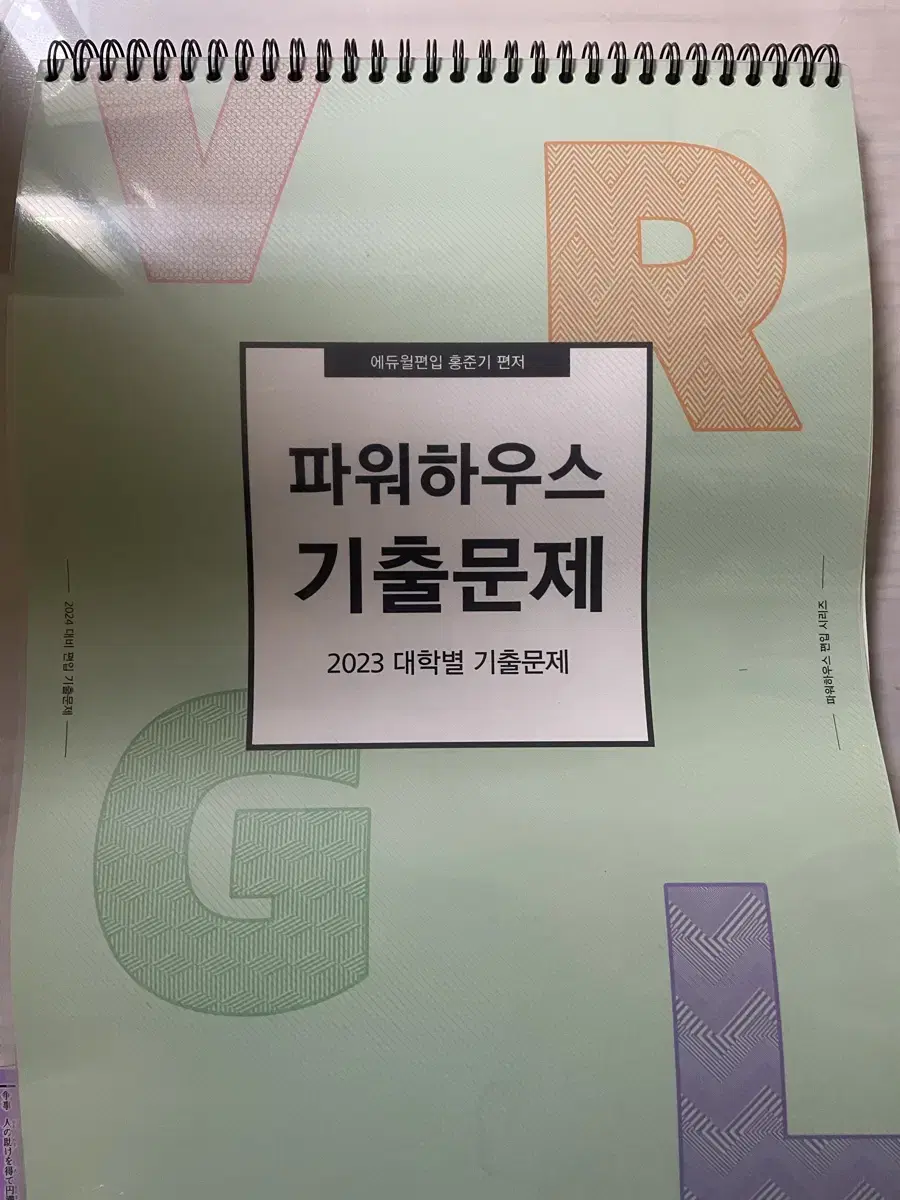 V
R
에듀윌편입 홍준기 편저
파워하우스
기출문제
2023 대학별 기출문제
2024 대비 편입 기출문제
파워하우스 편입 시리즈
G
L